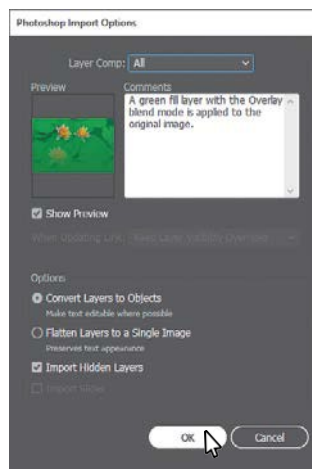 Photoshop Import Options
Layer Comp: All
Preview
Comments
A green fill layer with the Overlay
blend mode is applied to the
original image.
Show Preview
When Updating Link: Keep Layer Visibility Overrides
Options
Convert Layers to Objects
Make text editable where possible
Flatten Layers to a Single Image
Preserves text appearance
Import Hidden Layers
Import Slices
OK
Cancel